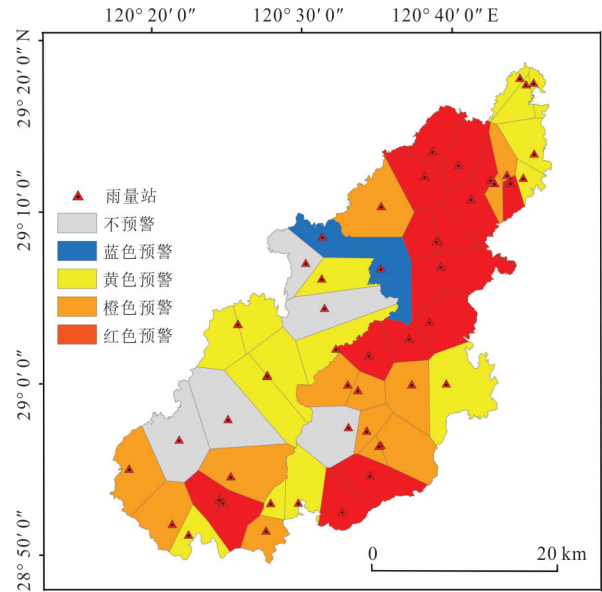 120° 20′ 0″
120° 30′ 0″
120° 40′ 0″ E
29° 20′ 0″ N
29° 10′ 0″
29° 0′ 0″
28° 50′ 0″
雨量站
不预警
蓝色预警
黄色预警
橙色预警
红色预警
0 20 km